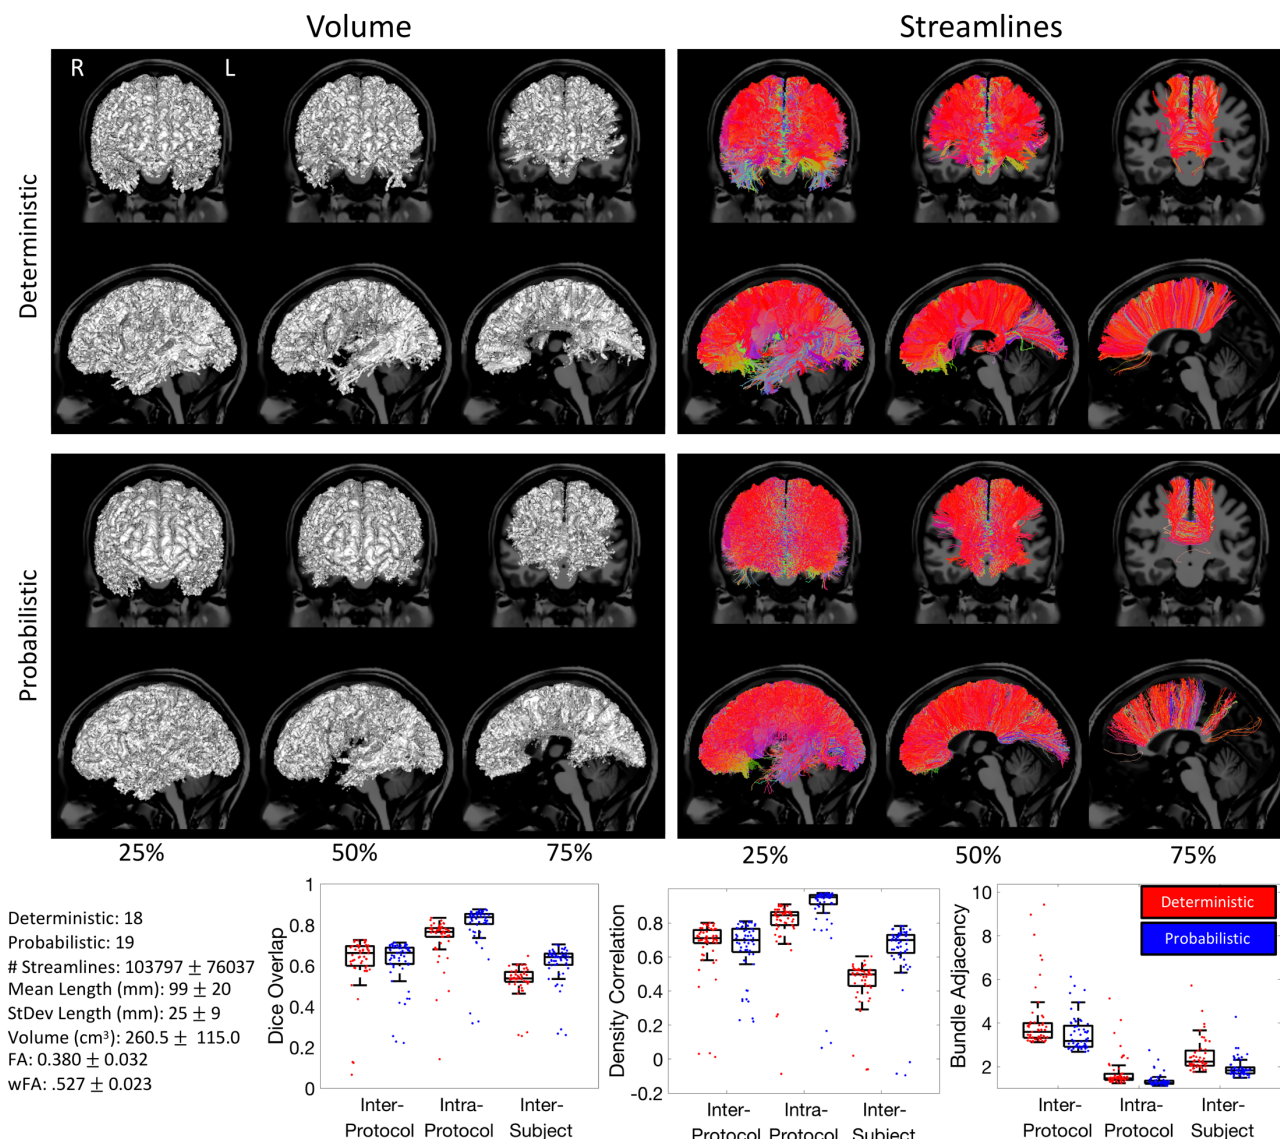 Volume
Streamlines
R
L
Deterministic
Probabilistic
25%
50%
75%
25%
50%
75%
Deterministic: 18
Probabilistic: 19
# Streamlines: 103797 ± 76037
Mean Length (mm): 99 ± 20
StDev Length (mm): 25 ± 9
Volume (cm³): 260.5 ± 115.0
FA: 0.380 ± 0.032
wFA: .527 ± 0.023
Dice Overlap
1
0.8
0.6
0.4
0.2
0
Inter-
Protocol
Intra-
Protocol
Inter-
Subject
Density Correlation
0.8
0.6
0.4
0.2
0
-0.2
Inter-
Protocol
Intra-
Protocol
Inter-
Subject
Bundle Adjacency
10
8
6
4
2
Deterministic
Probabilistic
Inter-
Protocol
Intra-
Protocol
Inter-
Subject